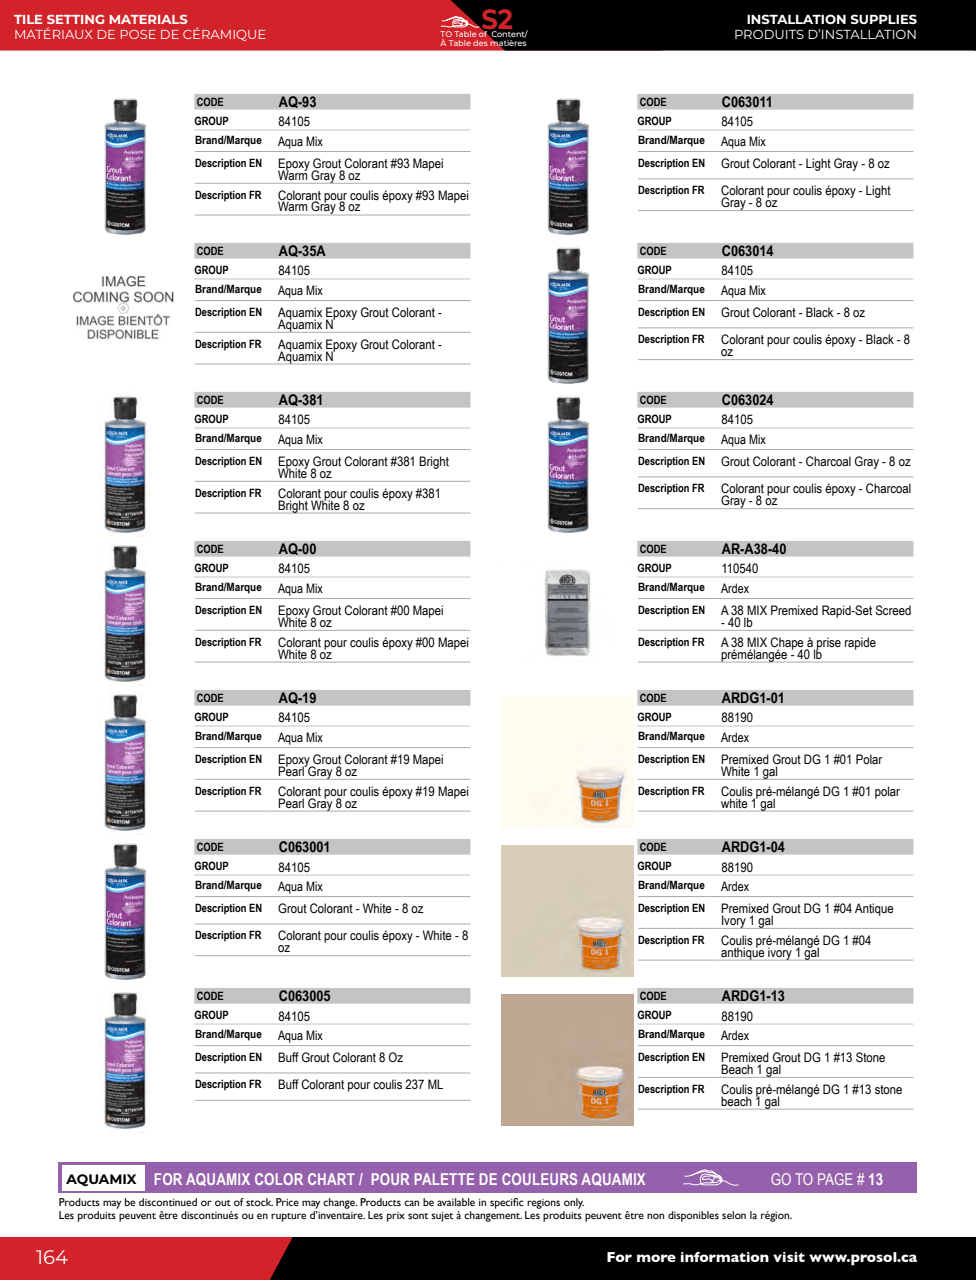 TILE SETTING MATERIALS
MATÉRIAUX DE POSE DE CÉRAMIQUE
S2
TO Table of Content/
À Table des matières
INSTALLATION SUPPLIES
PRODUITS D'INSTALLATION
CODE AQ-93
GROUP 84105
Brand/Marque Aqua Mix
Description EN Epoxy Grout Colorant #93 Mapei
Warm Gray 8 oz
Description FR Colorant pour coulis époxy #93 Mapei
Warm Gray 8 oz
IMAGE
COMING SOON
IMAGE BIENTÔT
DISPONIBLE
CODE AQ-35A
GROUP 84105
Brand/Marque Aqua Mix
Description EN Aquamix Epoxy Grout Colorant -
Aquamix N
Description FR Aquamix Epoxy Grout Colorant -
Aquamix N
CODE AQ-381
GROUP 84105
Brand/Marque Aqua Mix
Description EN Epoxy Grout Colorant #381 Bright
White 8 oz
Description FR Colorant pour coulis époxy #381
Bright White 8 oz
CODE AQ-00
GROUP 84105
Brand/Marque Aqua Mix
Description EN Epoxy Grout Colorant #00 Mapei
White 8 oz
Description FR Colorant pour coulis époxy #00 Mapei
White 8 oz
CODE AQ-19
GROUP 84105
Brand/Marque Aqua Mix
Description EN Epoxy Grout Colorant #19 Mapei
Pearl Gray 8 oz
Description FR Colorant pour coulis époxy #19 Mapei
Pearl Gray 8 oz
CODE C063001
GROUP 84105
Brand/Marque Aqua Mix
Description EN Grout Colorant - White - 8 oz
Description FR Colorant pour coulis époxy - White - 8
oz
CODE C063005
GROUP 84105
Brand/Marque Aqua Mix
Description EN Buff Grout Colorant 8 Oz
Description FR Buff Colorant pour coulis 237 ML
CODE C063011
GROUP 84105
Brand/Marque Aqua Mix
Description EN Grout Colorant - Light Gray - 8 oz
Description FR Colorant pour coulis époxy - Light
Gray - 8 oz
CODE C063014
GROUP 84105
Brand/Marque Aqua Mix
Description EN Grout Colorant - Black - 8 oz
Description FR Colorant pour coulis époxy - Black - 8
oz
CODE C063024
GROUP 84105
Brand/Marque Aqua Mix
Description EN Grout Colorant - Charcoal Gray - 8 oz
Description FR Colorant pour coulis époxy - Charcoal
Gray - 8 oz
CODE AR-A38-40
GROUP 110540
Brand/Marque Ardex
Description EN A 38 MIX Premixed Rapid-Set Screed
- 40 lb
Description FR A 38 MIX Chape à prise rapide
prémélangée - 40 lb
CODE ARDG1-01
GROUP 88190
Brand/Marque Ardex
Description EN Premixed Grout DG 1 #01 Polar
White 1 gal
Description FR Coulis pré-mélangé DG 1 #01 polar
white 1 gal
DG 1
CODE ARDG1-04
GROUP 88190
Brand/Marque Ardex
Description EN Premixed Grout DG 1 #04 Antique
Ivory 1 gal
Description FR Coulis pré-mélangé DG 1 #04
anthique ivory 1 gal
DG 1
CODE ARDG1-13
GROUP 88190
Brand/Marque Ardex
Description EN Premixed Grout DG 1 #13 Stone
Beach 1 gal
Description FR Coulis pré-mélangé DG 1 #13 stone
beach 1 gal
DG 1
AQUAMIX FOR AQUAMIX COLOR CHART / POUR PALETTE DE COULEURS AQUAMIX GO TO PAGE # 13
Products may be discontinued or out of stock. Price may change. Products can be available in specific regions only.
Les produits peuvent être discontinués ou en rupture d'inventaire. Les prix sont sujet à changement. Les produits peuvent être non disponibles selon la région.
164
For more information visit www.prosol.ca